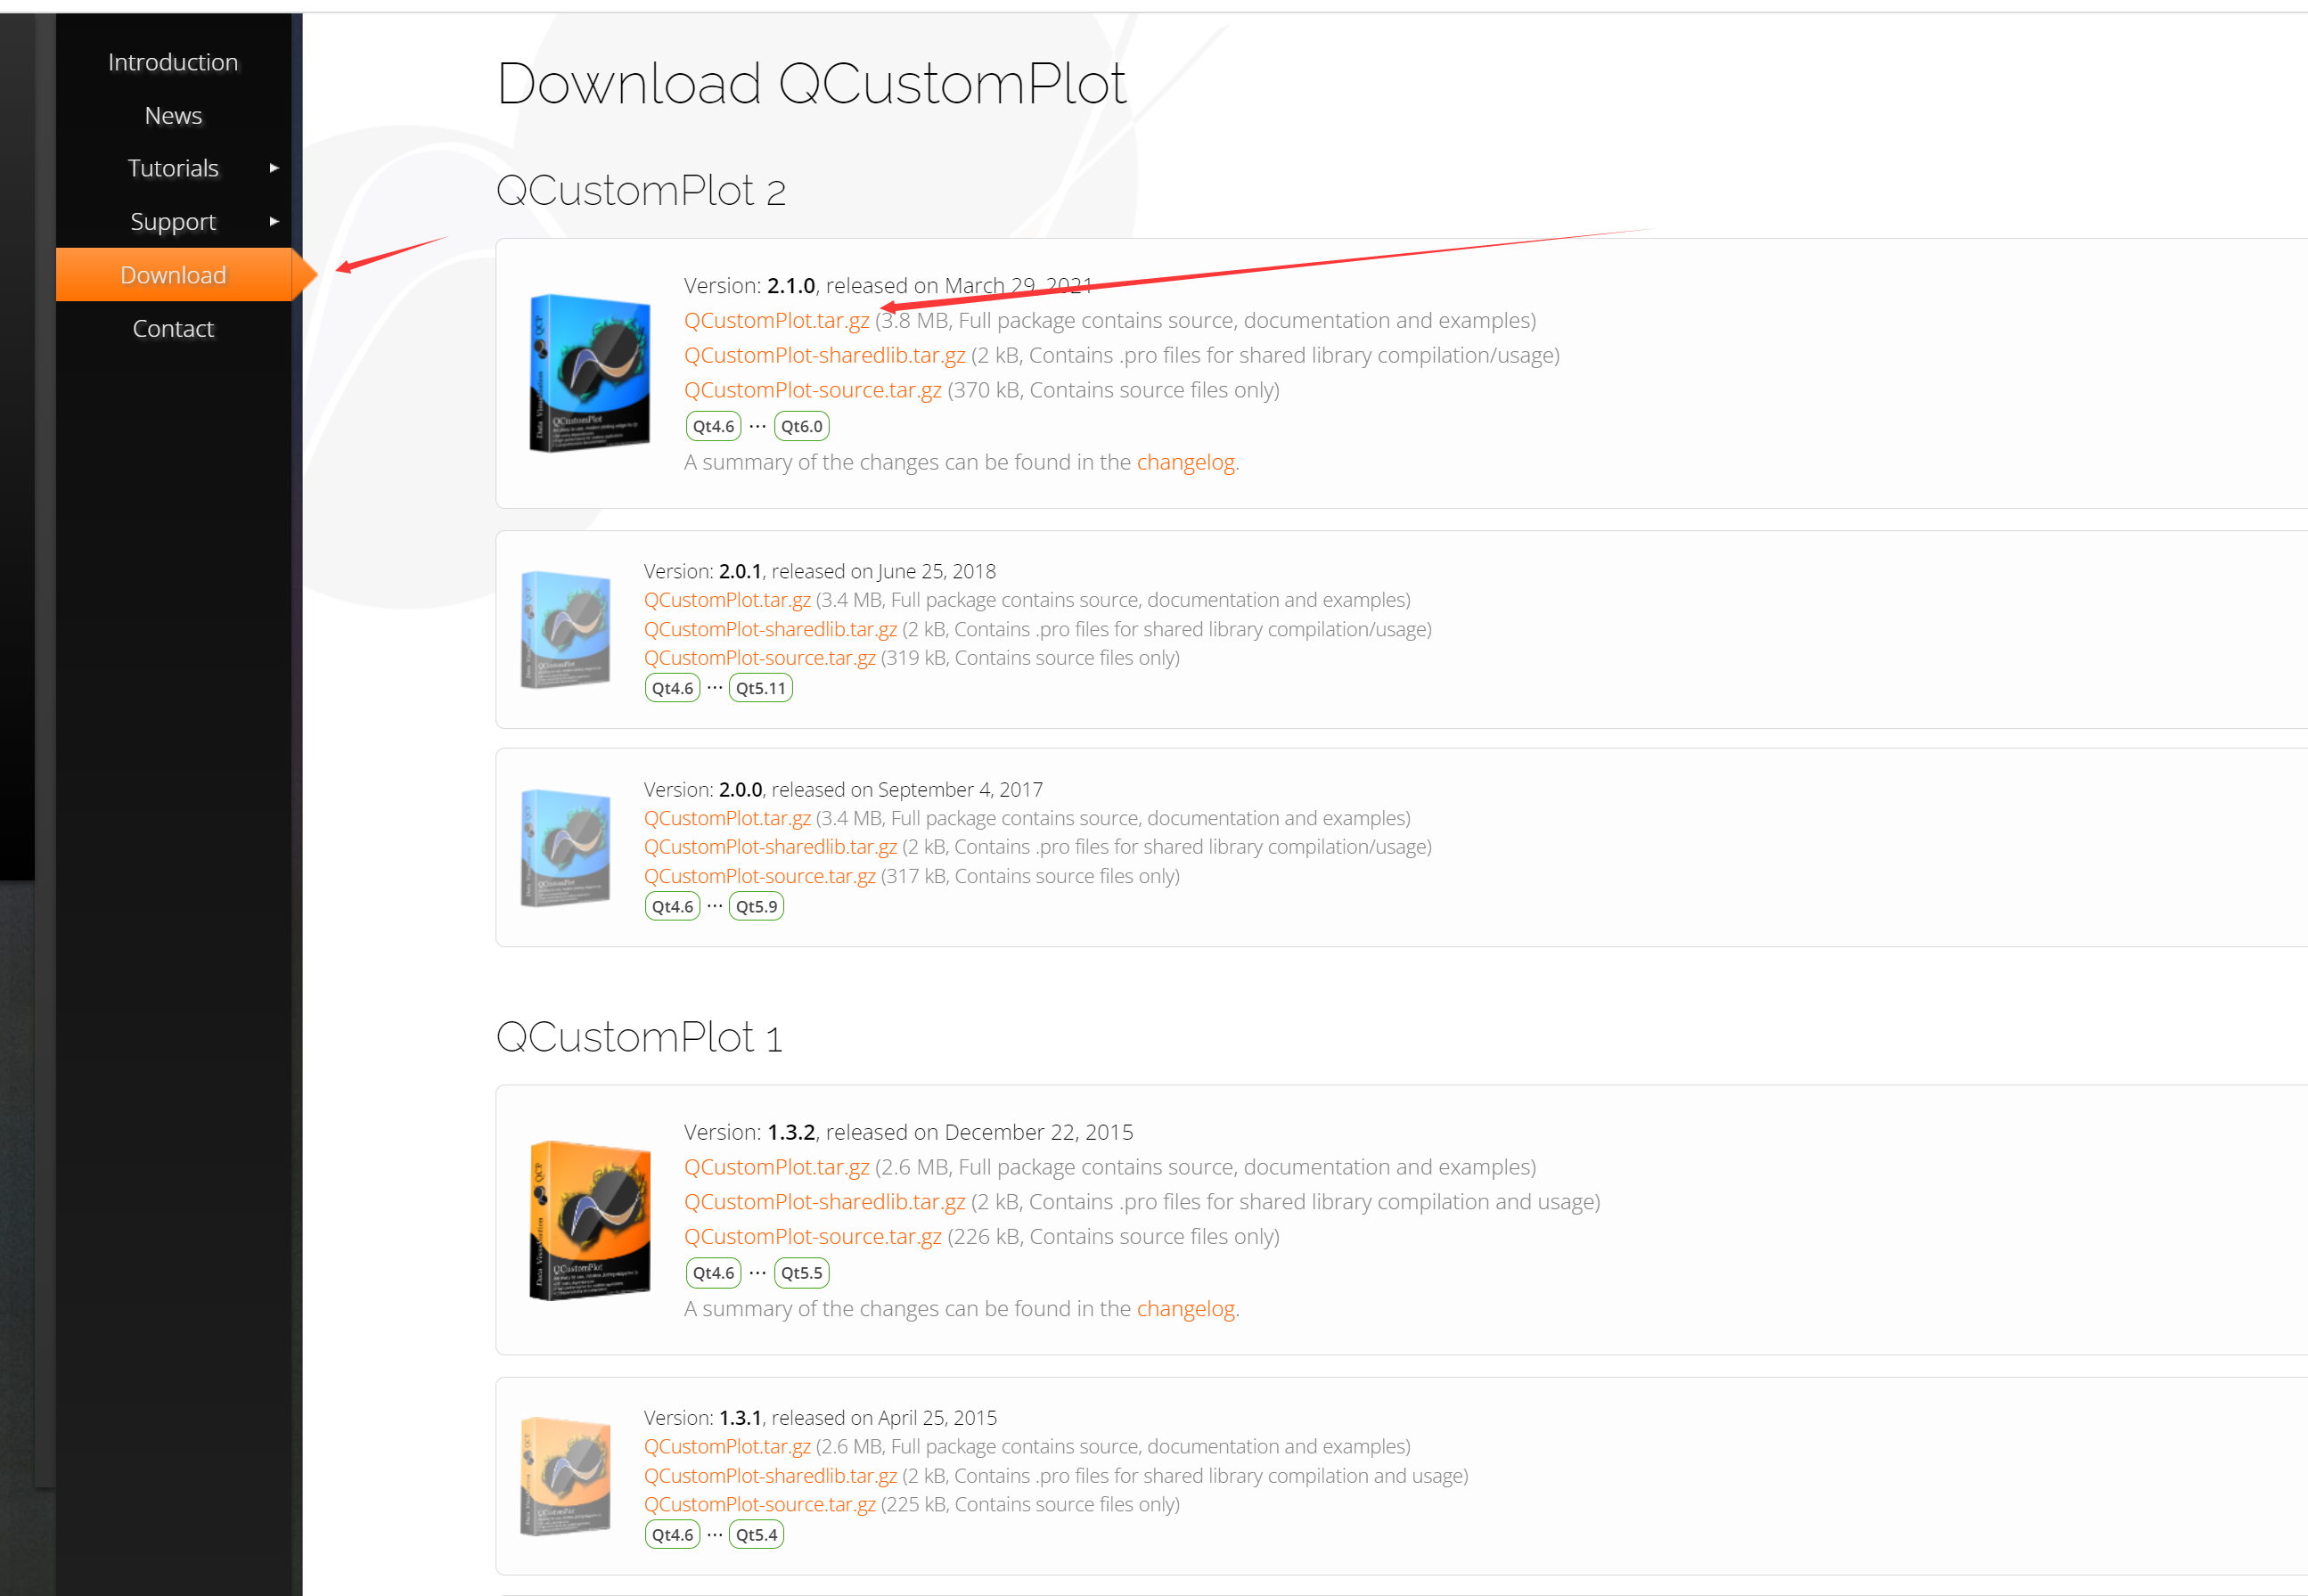 Introduction
News
Tutorials
Support
Download
Contact
Download QCustomPlot
QCustomPlot 2
Version: 2.1.0, released on March 29, 2021
QCustomPlot.tar.gz (3.8 MB, Full package contains source, documentation and examples)
QCustomPlot-sharedlib.tar.gz (2 kB, Contains .pro files for shared library compilation/usage)
QCustomPlot-source.tar.gz (370 kB, Contains source files only)
Qt4.6 ··· Qt6.0
A summary of the changes can be found in the changelog.
Version: 2.0.1, released on June 25, 2018
QCustomPlot.tar.gz (3.4 MB, Full package contains source, documentation and examples)
QCustomPlot-sharedlib.tar.gz (2 kB, Contains .pro files for shared library compilation/usage)
QCustomPlot-source.tar.gz (319 kB, Contains source files only)
Qt4.6 ··· Qt5.11
Version: 2.0.0, released on September 4, 2017
QCustomPlot.tar.gz (3.4 MB, Full package contains source, documentation and examples)
QCustomPlot-sharedlib.tar.gz (2 kB, Contains .pro files for shared library compilation/usage)
QCustomPlot-source.tar.gz (317 kB, Contains source files only)
Qt4.6 ··· Qt5.9
QCustomPlot 1
Version: 1.3.2, released on December 22, 2015
QCustomPlot.tar.gz (2.6 MB, Full package contains source, documentation and examples)
QCustomPlot-sharedlib.tar.gz (2 kB, Contains .pro files for shared library compilation and usage)
QCustomPlot-source.tar.gz (226 kB, Contains source files only)
Qt4.6 ··· Qt5.5
A summary of the changes can be found in the changelog.
Version: 1.3.1, released on April 25, 2015
QCustomPlot.tar.gz (2.6 MB, Full package contains source, documentation and examples)
QCustomPlot-sharedlib.tar.gz (2 kB, Contains .pro files for shared library compilation and usage)
QCustomPlot-source.tar.gz (225 kB, Contains source files only)
Qt4.6 ··· Qt5.4